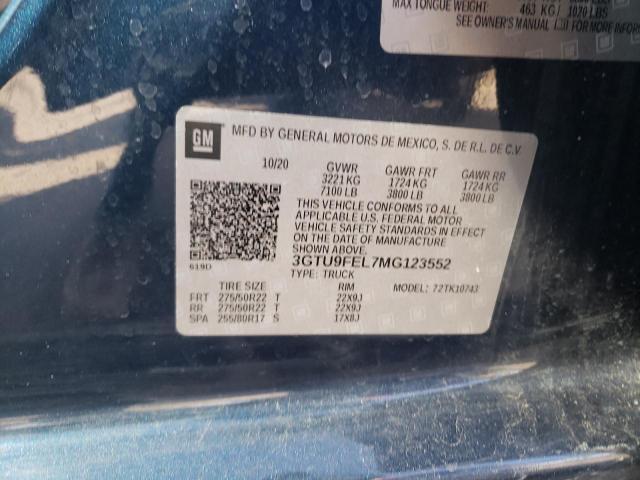 MAX TONGUE WEIGHT: 463 KG / 1020 LBS
SEE OWNER'S MANUAL FOR MORE INFOR
GM
MFD BY GENERAL MOTORS DE MEXICO, S. DE R.L. DE C.V.
10/20 GVWR GAWR FRT GAWR RR
3221 KG 1724 KG 1724 KG
7100 LB 3800 LB 3800 LB
THIS VEHICLE CONFORMS TO ALL
APPLICABLE U.S. FEDERAL MOTOR
VEHICLE SAFETY STANDARDS IN
EFFECT ON THE DATE OF MANUFACTURE
SHOWN ABOVE.
619D 3GTU9FEL7MG123552
TYPE: TRUCK
TIRE SIZE RIM MODEL: 72TK10743
FRT 275/50R22 T 22X9J
RR 275/50R22 T 22X9J
SPA 255/80R17 S 17X8J